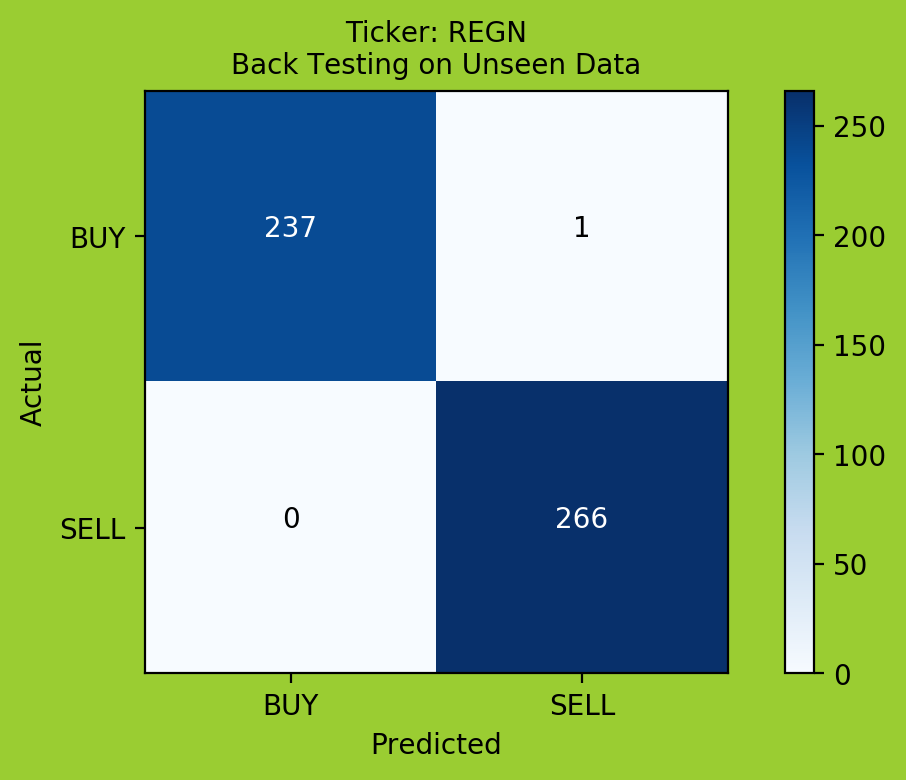 Ticker: REGN
Back Testing on Unseen Data
237
1
0
266
BUY
SELL
Actual
BUY
SELL
Predicted
250
200
150
100
50
0